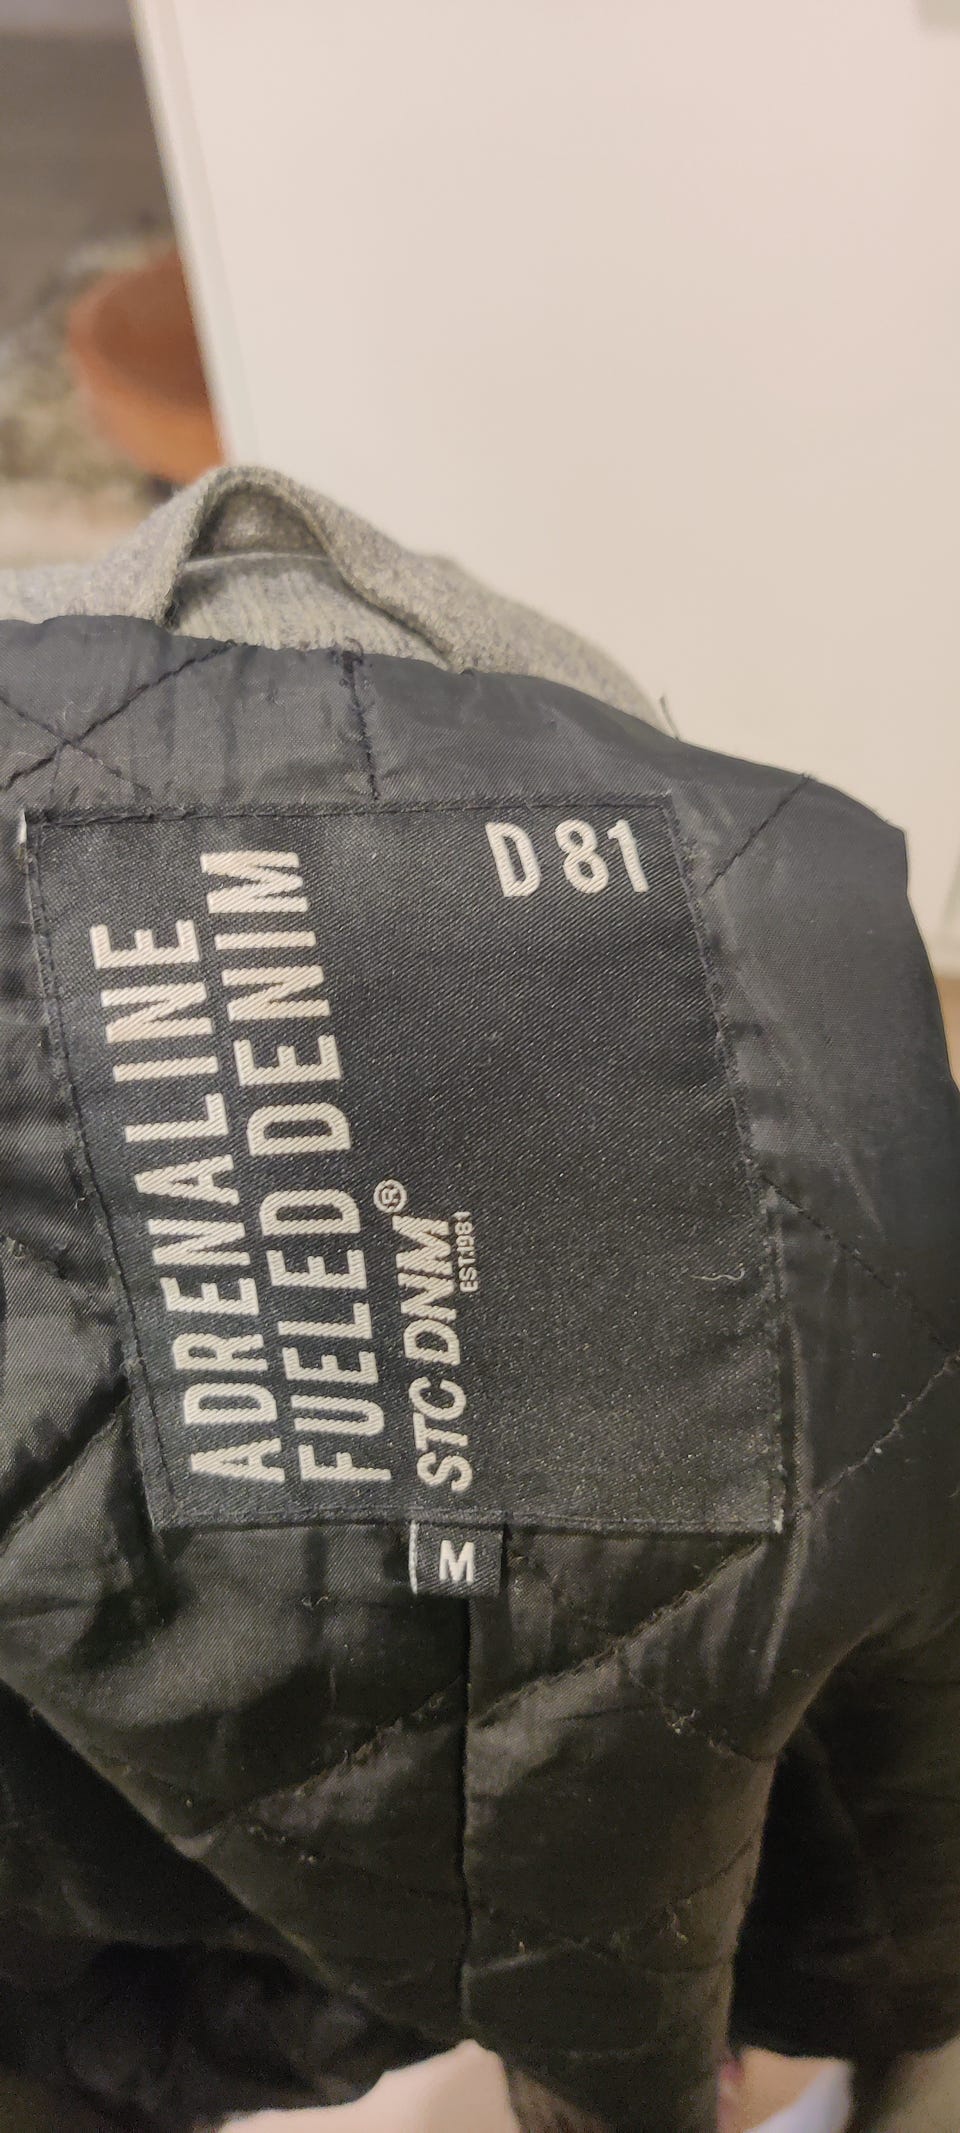 D 81
ADRENALINE
FUELED DENIM
STC DNM®
EST.1981
M